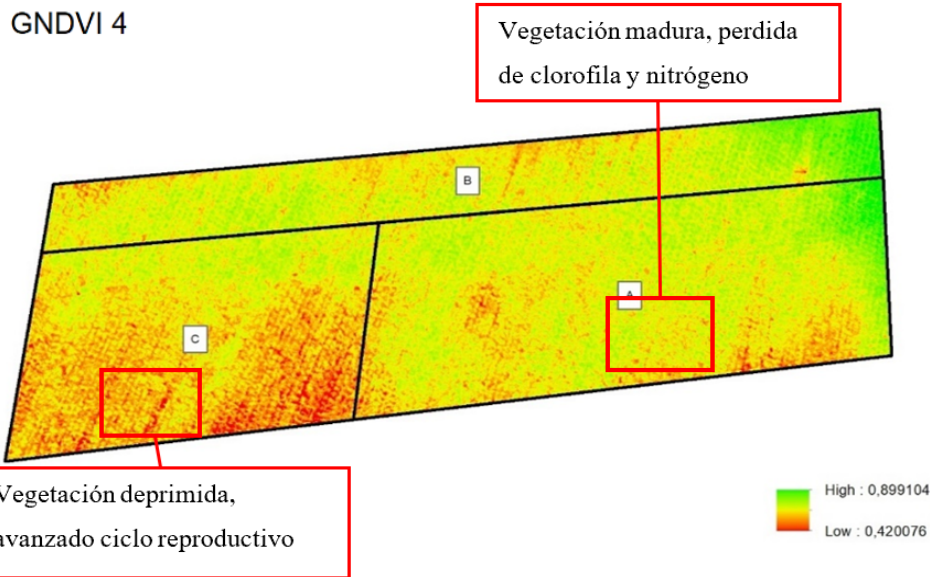 GNDVI 4
Vegetación madura, perdida
de clorofila y nitrógeno
B
A
C
Vegetación deprimida,
avanzado ciclo reproductivo
High : 0,899104
Low : 0,420076